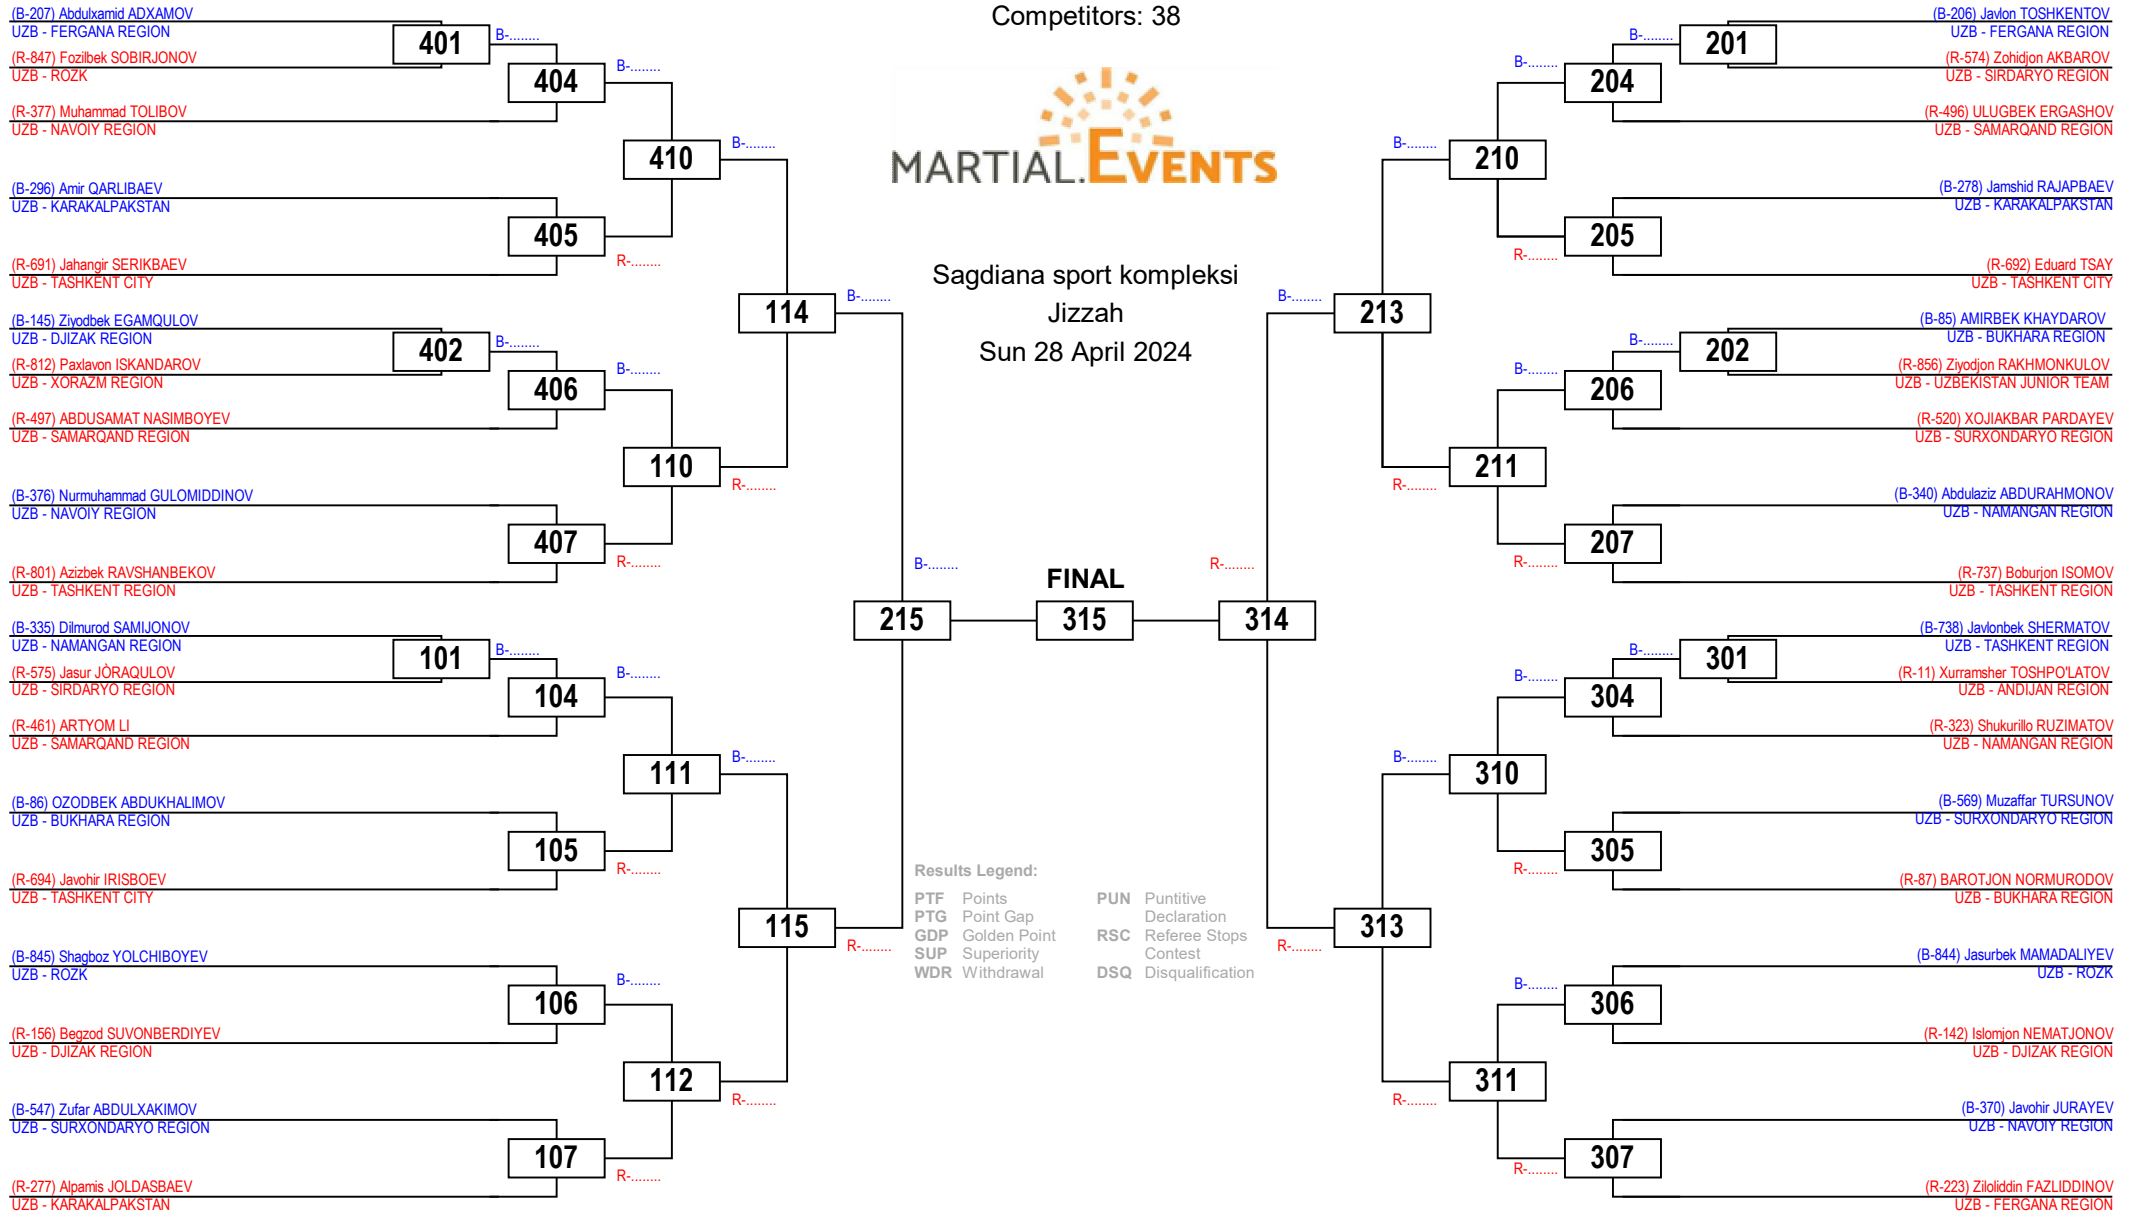 Competitors: 38
MARTIAL.EVENTS
Sagdiana sport kompleksi
Jizzah
Sun 28 April 2024
(B-207) Abdulxamid ADXAMOV
UZB - FERGANA REGION
(R-847) Fozilbek SOBIRJONOV
UZB - ROZK
(R-377) Muhammad TOLIBOV
UZB - NAVOIY REGION
(B-296) Amir QARLIBAEV
UZB - KARAKALPAKSTAN
(R-691) Jahangir SERIKBAEV
UZB - TASHKENT CITY
(B-145) Ziyodbek EGAMQULOV
UZB - DJIZAK REGION
(R-812) Paxlavon ISKANDAROV
UZB - XORAZM REGION
(R-497) ABDUSAMAT NASIMBOYEV
UZB - SAMARQAND REGION
(B-376) Nurmuhammad GULOMIDDINOV
UZB - NAVOIY REGION
(R-801) Azizbek RAVSHANBEKOV
UZB - TASHKENT REGION
(B-335) Dilmurod SAMIJONOV
UZB - NAMANGAN REGION
(R-575) Jasur JÒRAQULOV
UZB - SIRDARYO REGION
(R-461) ARTYOM LI
UZB - SAMARQAND REGION
(B-86) OZODBEK ABDUKHALIMOV
UZB - BUKHARA REGION
(R-694) Javohir IRISBOEV
UZB - TASHKENT CITY
(B-845) Shagboz YOLCHIBOYEV
UZB - ROZK
(R-156) Begzod SUVONBERDIYEV
UZB - DJIZAK REGION
(B-547) Zufar ABDULXAKIMOV
UZB - SURXONDARYO REGION
(R-277) Alpamis JOLDASBAEV
UZB - KARAKALPAKSTAN
401
B-........
402
B-........
101
B-........
404
B-........
405
R-........
406
B-........
407
R-........
104
B-........
105
R-........
106
B-........
107
R-........
410
B-........
110
R-........
111
B-........
112
R-........
114
B-........
115
R-........
B-........
215
FINAL
315
R-........
314
B-........
213
R-........
313
B-........
210
R-........
211
B-........
310
R-........
311
B-........
204
R-........
205
B-........
206
R-........
207
B-........
304
R-........
305
B-........
306
R-........
307
B-........
201
B-........
202
B-........
301
(B-206) Javlon TOSHKENTOV
UZB - FERGANA REGION
(R-574) Zohidjon AKBAROV
UZB - SIRDARYO REGION
(R-496) ULUGBEK ERGASHOV
UZB - SAMARQAND REGION
(B-278) Jamshid RAJAPBAEV
UZB - KARAKALPAKSTAN
(R-692) Eduard TSAY
UZB - TASHKENT CITY
(B-85) AMIRBEK KHAYDAROV
UZB - BUKHARA REGION
(R-856) Ziyodjon RAKHMONKULOV
UZB - UZBEKISTAN JUNIOR TEAM
(R-520) XOJIAKBAR PARDAYEV
UZB - SURXONDARYO REGION
(B-340) Abdulaziz ABDURAHMONOV
UZB - NAMANGAN REGION
(R-737) Boburjon ISOMOV
UZB - TASHKENT REGION
(B-738) Javlonbek SHERMATOV
UZB - TASHKENT REGION
(R-11) Xurramsher TOSHPO'LATOV
UZB - ANDIJAN REGION
(R-323) Shukurillo RUZIMATOV
UZB - NAMANGAN REGION
(B-569) Muzaffar TURSUNOV
UZB - SURXONDARYO REGION
(R-87) BAROTJON NORMURODOV
UZB - BUKHARA REGION
(B-844) Jasurbek MAMADALIYEV
UZB - ROZK
(R-142) Islomjon NEMATJONOV
UZB - DJIZAK REGION
(B-370) Javohir JURAYEV
UZB - NAVOIY REGION
(R-223) Ziloliddin FAZLIDDINOV
UZB - FERGANA REGION
Results Legend:
PTF Points
PTG Point Gap
GDP Golden Point
SUP Superiority
WDR Withdrawal
PUN Puntitive
Declaration
RSC Referee Stops
Contest
DSQ Disqualification